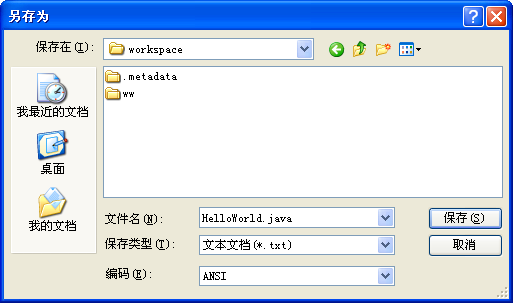 另存为
保存在(I):
workspace
.metadata
ww
我最近的文档
桌面
我的文档
文件名(N):
HelloWorld.java
保存(S)
保存类型(T):
文本文档(*.txt)
取消
编码(E):
ANSI